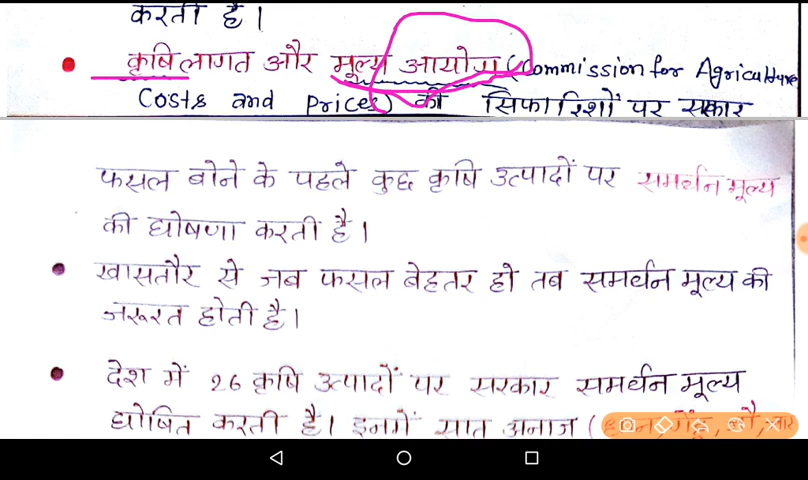 करती है।
• कृषि लागत और मूल्य आयोग (Commission for Agriculture
Costs and Prices) की सिफारिशों पर सरकार
फसल बोने के पहले कुछ कृषि उत्पादों पर समर्थन मूल्य
की घोषणा करती है।
• खासतौर से जब फसल बेहतर हो तब समर्थन मूल्य की
जरूरत होती है।
• देश में 26 कृषि उत्पादों पर सरकार समर्थन मूल्य
घोषित करती है। इनमें सात अनाज (धान, गेंहू, जौ,